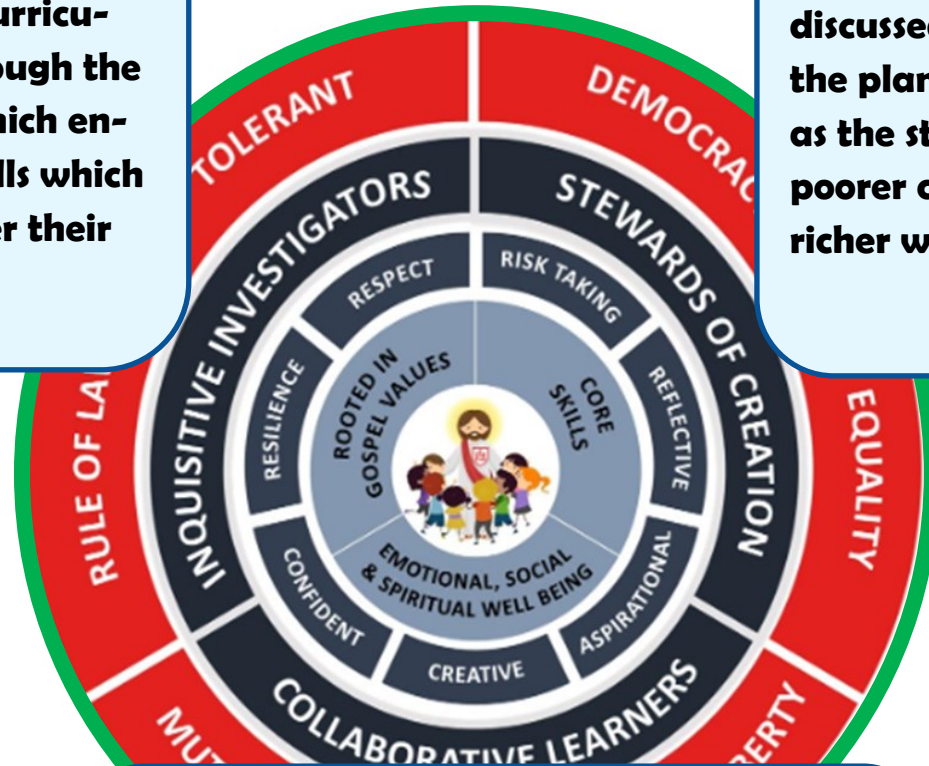 urricu-
ough the
hich en-
lls which
er their
discussed
the plan
as the st
poorer c
richer w
TOLERANT
DEMOCRAC
EQUALITY
BERTY
MUT
RULE OF LA
INQUISITIVE INVESTIGATORS
STEWARDS OF CREATION
COLLABORATIVE LEARNERS
RESPECT
RISK TAKING
REFLECTIVE
ASPIRATIONAL
CREATIVE
CONFIDENT
RESILIENCE
ROOTED IN
GOSPEL VALUES
CORE
SKILLS
EMOTIONAL, SOCIAL
& SPIRITUAL WELL BEING